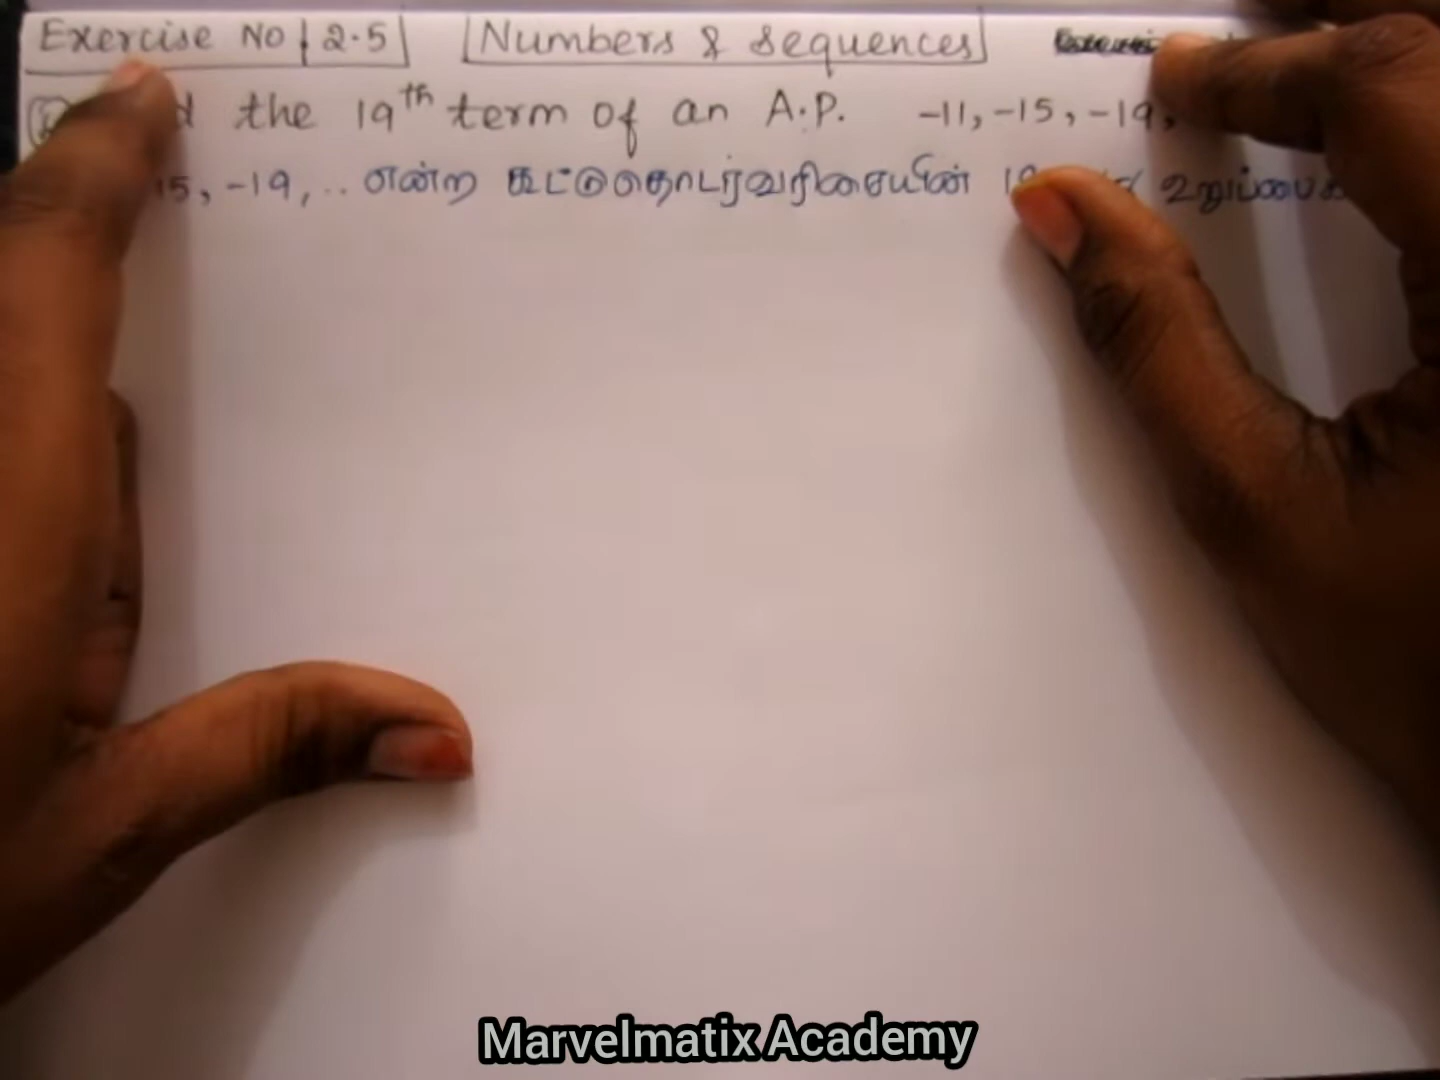 Exercise No 2.5
Numbers & Sequences
the 19th term of an A.P. -11, -15, -19,
15, -19, .. என்ற கூட்டுதொடர்வரிசையின் உறுப்பைக்
Marvelmatix Academy